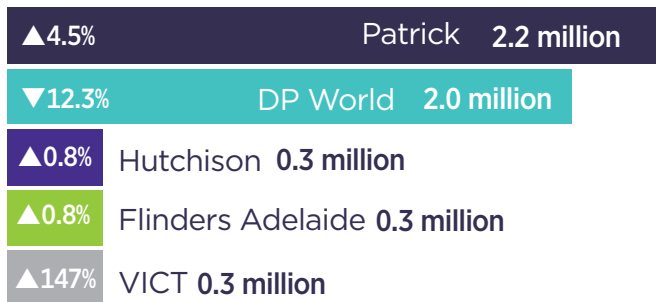 ▲4.5% Patrick 2.2 million
▼12.3% DP World 2.0 million
▲0.8% Hutchison 0.3 million
▲0.8% Flinders Adelaide 0.3 million
▲147% VICT 0.3 million